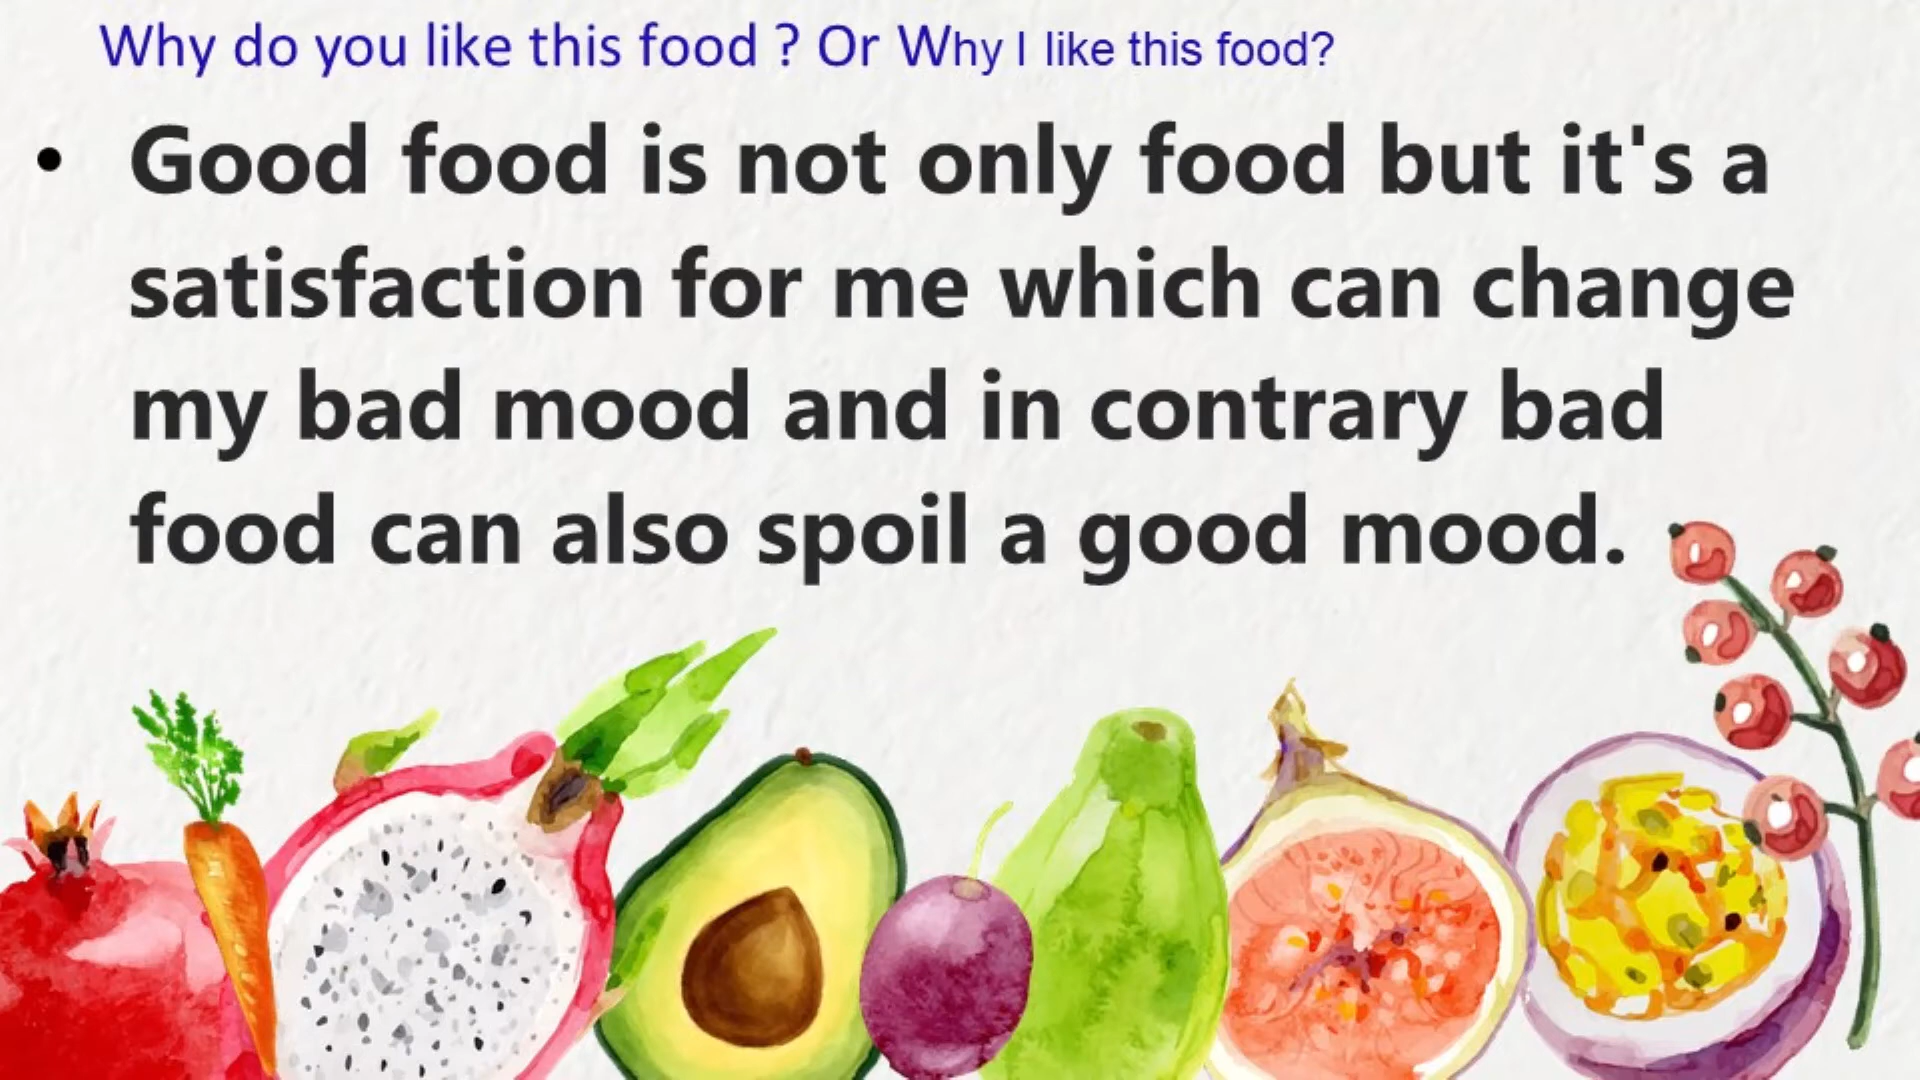 Why do you like this food ? Or Why I like this food?
• Good food is not only food but it's a
satisfaction for me which can change
my bad mood and in contrary bad
food can also spoil a good mood.